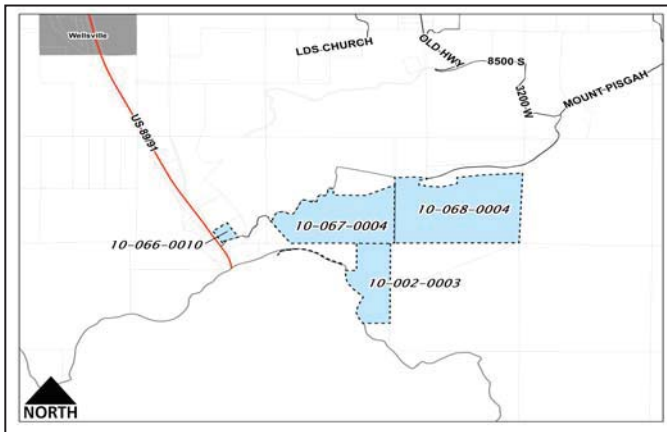 Wellsville
LDS CHURCH
OLD HWY
8500 S
3200 W
MOUNT PISGAH
US 89/91
10-068-0004
10-067-0004
10-066-0010
10-002-0003
NORTH